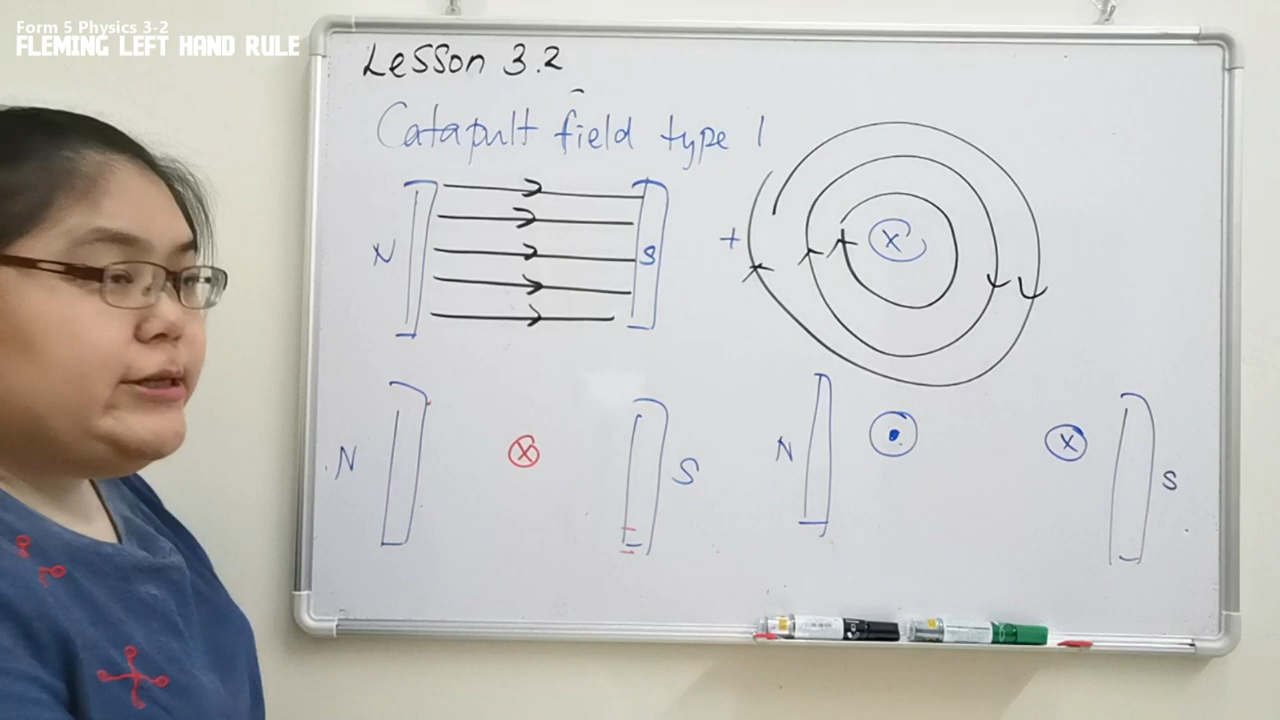 Form 5 Physics 3-2
FLEMING LEFT HAND RULE
Lesson 3.2
Catapult field type 1
N
S
+
X
N
X
S
N
X
S